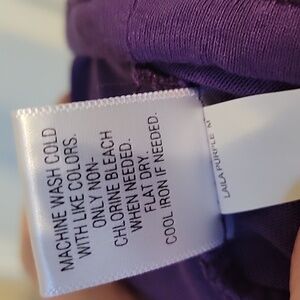 MACHINE WASH COLD
WITH LIKE COLORS.
ONLY NON-
CHLORINE BLEACH
WHEN NEEDED.
FLAT DRY.
COOL IRON IF NEEDED.
LAILA PURPLE M